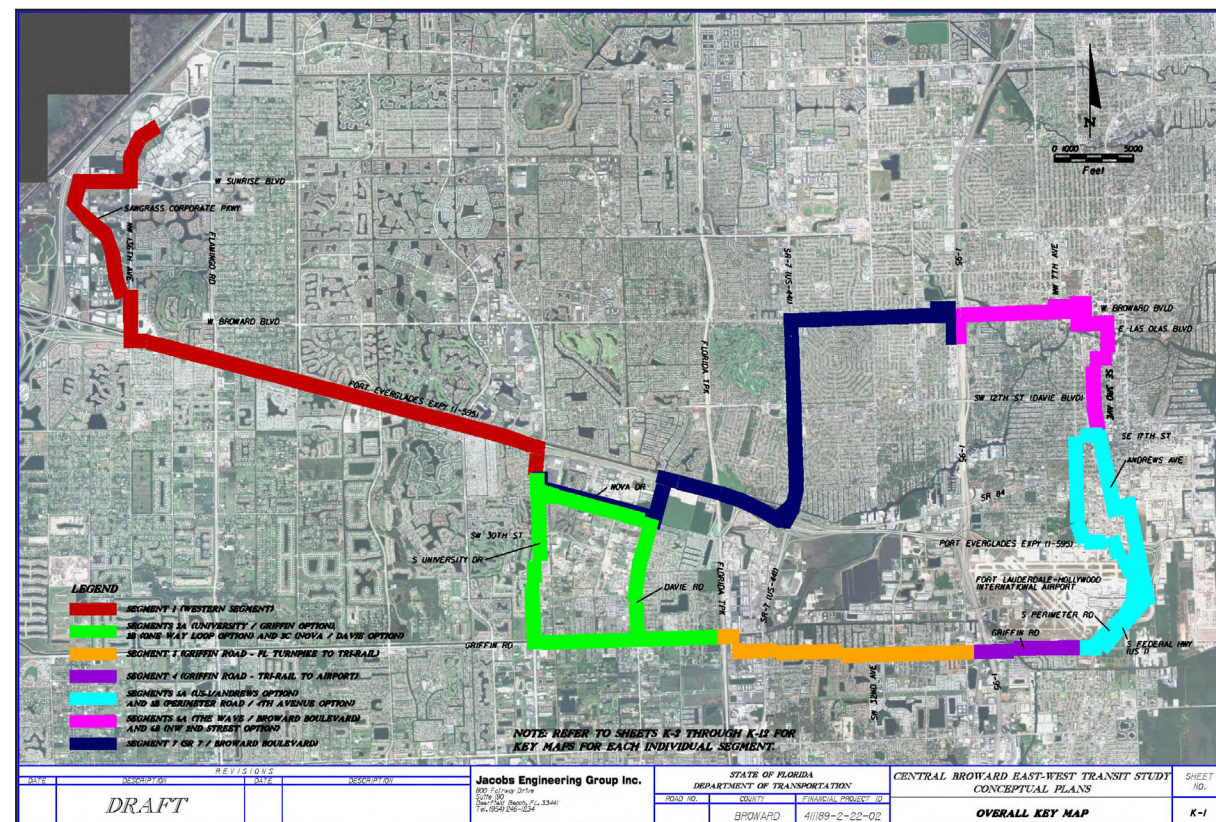 N
0 1000 5000
Feet
W SUNRISE BLVD
SAWGRASS CORPORATE PKWY
NW 136TH AVE
FLAMINGO RD
W BROWARD BLVD
PORT EVERGLADES EXPY (I-595)
FLORIDA TPK
SR-7 (US-441)
I-95
NW 7TH AVE
W BROWARD BVLD
E LAS OLAS BLVD
SW 12TH ST (DAVIE BLVD)
SE 3RD AVE
SE 17TH ST
ANDREWS AVE
I-95
SR 84
NOVA DR
SW 30TH ST
S UNIVERSITY DR
PORT EVERGLADES EXPY (I-595)
FORT LAUDERDALE-HOLLYWOOD
INTERNATIONAL AIRPORT
DAVIE RD
FLORIDA TPK
SR-7 (US-441)
S PERIMETER RD
GRIFFIN RD
S FEDERAL HWY
(US 1)
GRIFFIN RD
SW 32ND AVE
I-95
LEGEND
SEGMENT 1 (WESTERN SEGMENT)
SEGMENTS 2A (UNIVERSITY / GRIFFIN OPTION),
2B (ONE WAY LOOP OPTION) AND 2C (NOVA / DAVIE OPTION)
SEGMENT 3 (GRIFFIN ROAD - FL TURNPIKE TO TRI-RAIL)
SEGMENT 4 (GRIFFIN ROAD - TRI-RAIL TO AIRPORT)
SEGMENTS 5A (US-1/ANDREWS OPTION)
AND 5B (PERIMETER ROAD / 4TH AVENUE OPTION)
SEGMENTS 6A (THE WAVE / BROWARD BOULEVARD)
AND 6B (NW 2ND STREET OPTION)
SEGMENT 7 (SR 7 / BROWARD BOULEVARD)
NOTE: REFER TO SHEETS K-2 THROUGH K-12 FOR
KEY MAPS FOR EACH INDIVIDUAL SEGMENT.
REVISIONS
DATE DESCRIPTION DATE DESCRIPTION
DRAFT
Jacobs Engineering Group Inc.
800 Fairway Drive
Suite 190
Deerfield Beach, FL. 33441
Tel. (954) 246-1234
STATE OF FLORIDA
DEPARTMENT OF TRANSPORTATION
ROAD NO. COUNTY FINANCIAL PROJECT ID
BROWARD 411189-2-22-02
CENTRAL BROWARD EAST-WEST TRANSIT STUDY
CONCEPTUAL PLANS
OVERALL KEY MAP
SHEET
NO.
K-1